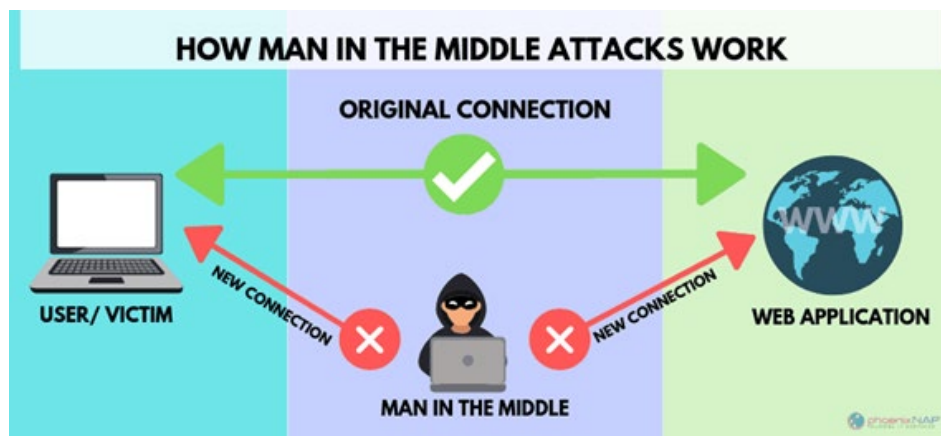 HOW MAN IN THE MIDDLE ATTACKS WORK
ORIGINAL CONNECTION
WWW
NEW CONNECTION
NEW CONNECTION
USER/ VICTIM
WEB APPLICATION
MAN IN THE MIDDLE
phoenixNAP